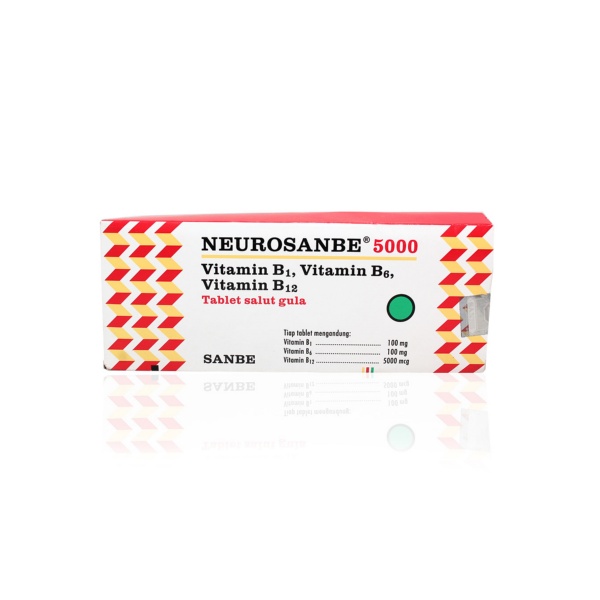 NEUROSANBE® 5000
Vitamin B1, Vitamin B6,
Vitamin B12
Tablet salut gula
Tiap tablet mengandung:
Vitamin B1 .......................... 100 mg
Vitamin B6 .......................... 100 mg
Vitamin B12 ........................ 5000 mcg
SANBE